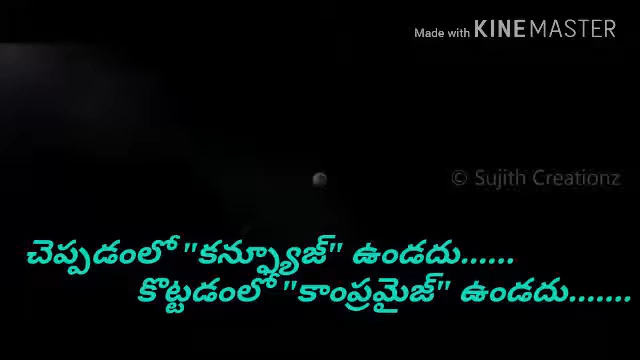 Made with KINEMASTER
© Sujith Creationz
చెప్పడంలో "కన్ఫ్యూజ్" ఉండదు......
కొట్టడంలో "కాంప్రమైజ్" ఉండదు.......